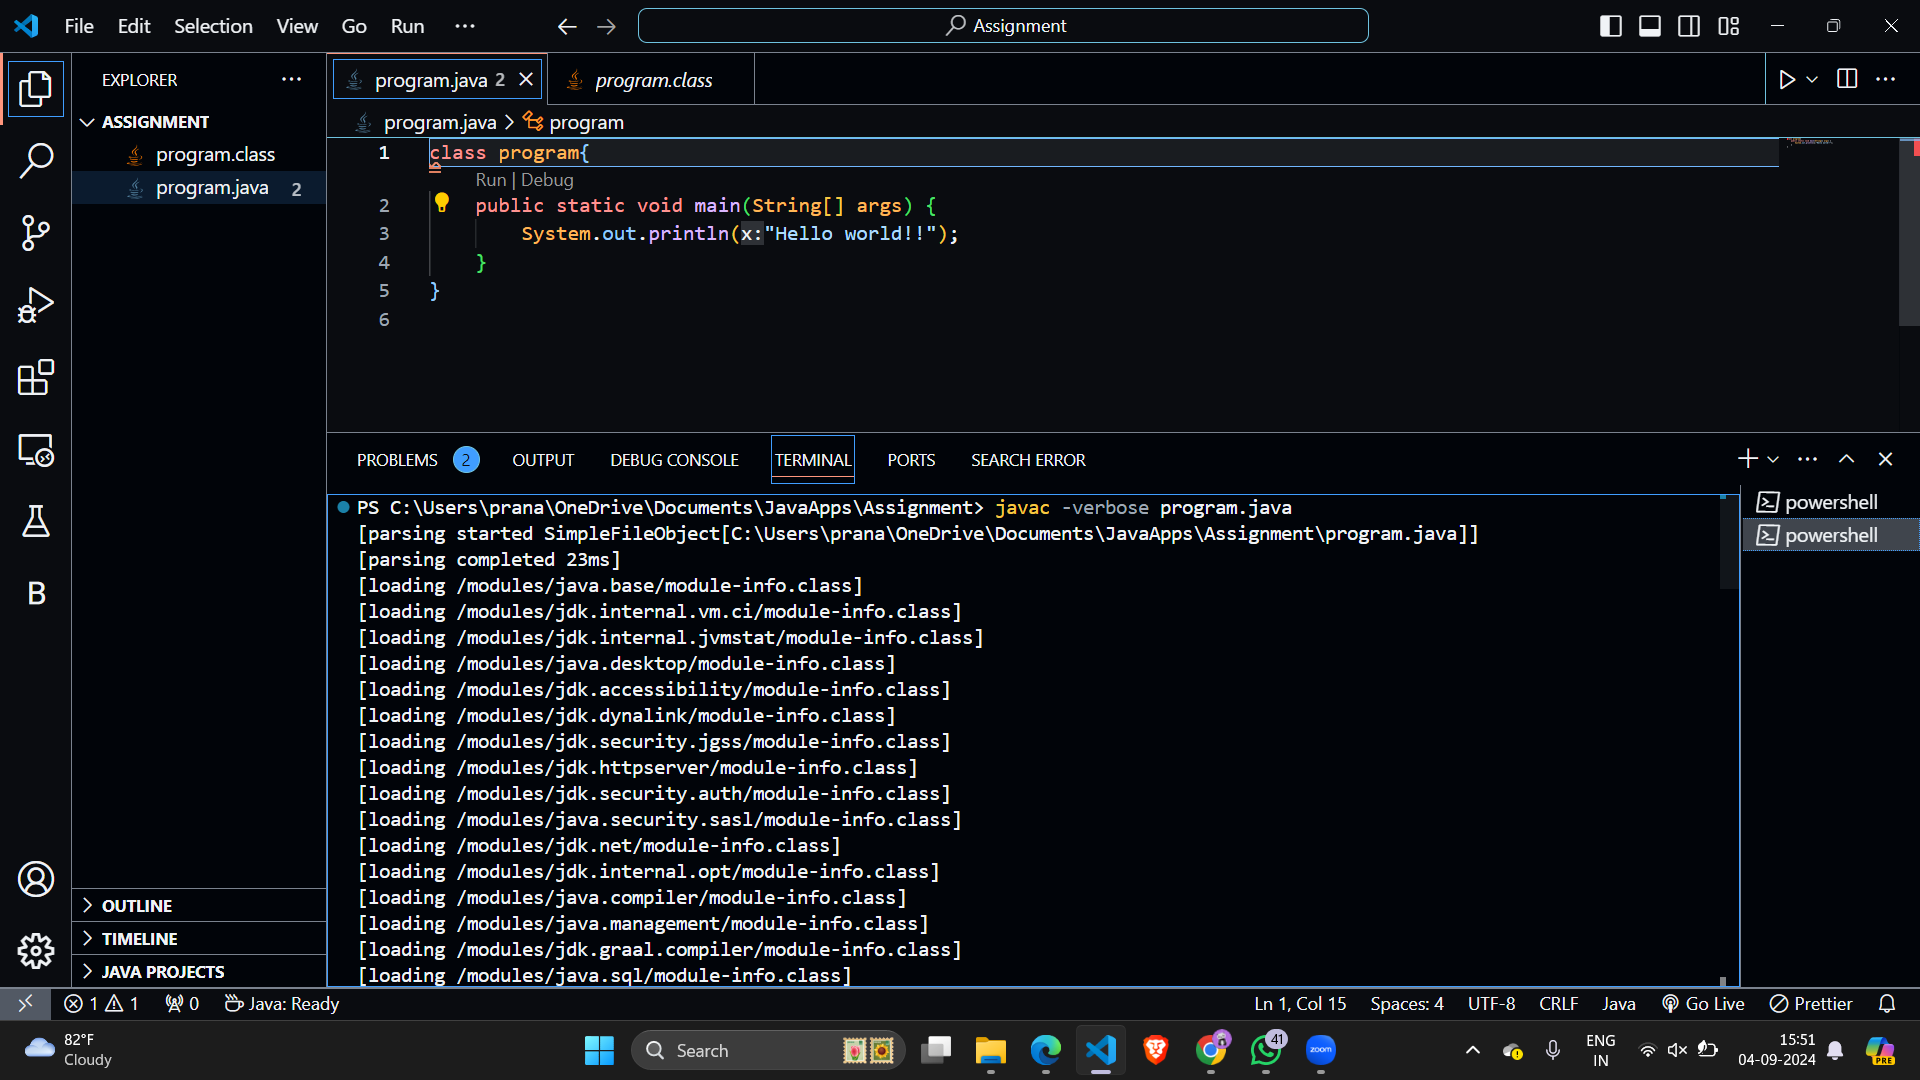 File Edit Selection View Go Run ...
Assignment
EXPLORER ...
ASSIGNMENT
program.class
program.java 2
program.java 2
program.class
program.java > program
1 class program{
Run | Debug
2 public static void main(String[] args) {
3 System.out.println(x:"Hello world!!");
4 }
5 }
6
PROBLEMS 2 OUTPUT DEBUG CONSOLE TERMINAL PORTS SEARCH ERROR
PS C:\Users\prana\OneDrive\Documents\JavaApps\Assignment> javac -verbose program.java
[parsing started SimpleFileObject[C:\Users\prana\OneDrive\Documents\JavaApps\Assignment\program.java]]
[parsing completed 23ms]
[loading /modules/java.base/module-info.class]
[loading /modules/jdk.internal.vm.ci/module-info.class]
[loading /modules/jdk.internal.jvmstat/module-info.class]
[loading /modules/java.desktop/module-info.class]
[loading /modules/jdk.accessibility/module-info.class]
[loading /modules/jdk.dynalink/module-info.class]
[loading /modules/jdk.security.jgss/module-info.class]
[loading /modules/jdk.httpserver/module-info.class]
[loading /modules/jdk.security.auth/module-info.class]
[loading /modules/java.security.sasl/module-info.class]
[loading /modules/jdk.net/module-info.class]
[loading /modules/jdk.internal.opt/module-info.class]
[loading /modules/java.compiler/module-info.class]
[loading /modules/java.management/module-info.class]
[loading /modules/jdk.graal.compiler/module-info.class]
[loading /modules/java.sql/module-info.class]
powershell
powershell
B
OUTLINE
TIMELINE
JAVA PROJECTS
1 1 0 Java: Ready
Ln 1, Col 15 Spaces: 4 UTF-8 CRLF Java Go Live Prettier
82°F
Cloudy
Search
41
zoom
ENG
IN
15:51
04-09-2024
PRE